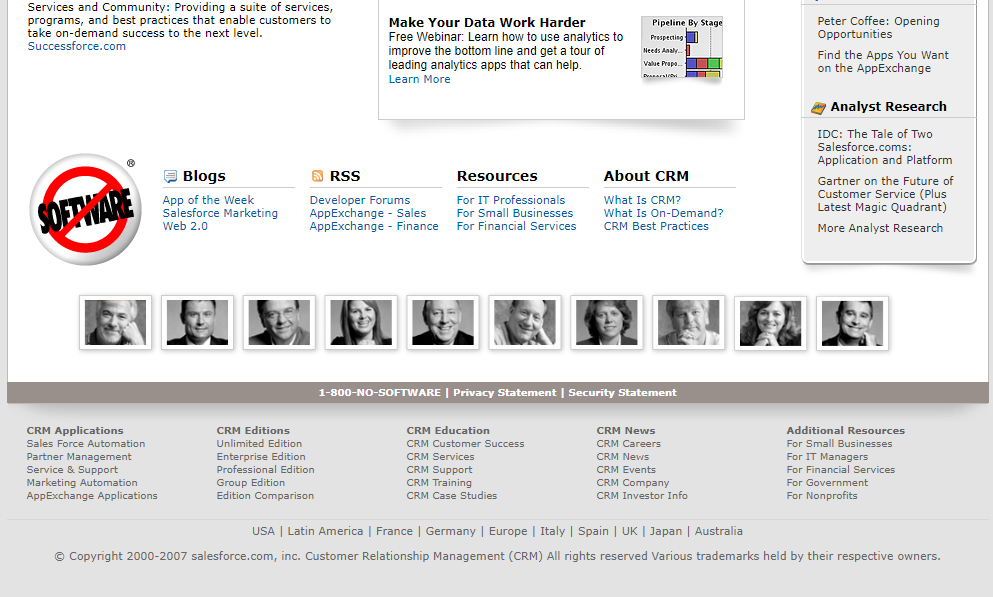 Services and Community: Providing a suite of services,
programs, and best practices that enable customers to
take on-demand success to the next level.
Successforce.com
Make Your Data Work Harder
Free Webinar: Learn how to use analytics to
improve the bottom line and get a tour of
leading analytics apps that can help.
Learn More
Pipeline By Stage
Prospecting
Needs Analy...
Value Propo...
Proposal/Pri...
Peter Coffee: Opening
Opportunities
Find the Apps You Want
on the AppExchange
Analyst Research
IDC: The Tale of Two
Salesforce.coms:
Application and Platform
Gartner on the Future of
Customer Service (Plus
Latest Magic Quadrant)
More Analyst Research
SOFTWARE
®
Blogs
App of the Week
Salesforce Marketing
Web 2.0
RSS
Developer Forums
AppExchange - Sales
AppExchange - Finance
Resources
For IT Professionals
For Small Businesses
For Financial Services
About CRM
What Is CRM?
What Is On-Demand?
CRM Best Practices
1-800-NO-SOFTWARE | Privacy Statement | Security Statement
CRM Applications
Sales Force Automation
Partner Management
Service & Support
Marketing Automation
AppExchange Applications
CRM Editions
Unlimited Edition
Enterprise Edition
Professional Edition
Group Edition
Edition Comparison
CRM Education
CRM Customer Success
CRM Services
CRM Support
CRM Training
CRM Case Studies
CRM News
CRM Careers
CRM News
CRM Events
CRM Company
CRM Investor Info
Additional Resources
For Small Businesses
For IT Managers
For Financial Services
For Government
For Nonprofits
USA | Latin America | France | Germany | Europe | Italy | Spain | UK | Japan | Australia
© Copyright 2000-2007 salesforce.com, inc. Customer Relationship Management (CRM) All rights reserved Various trademarks held by their respective owners.